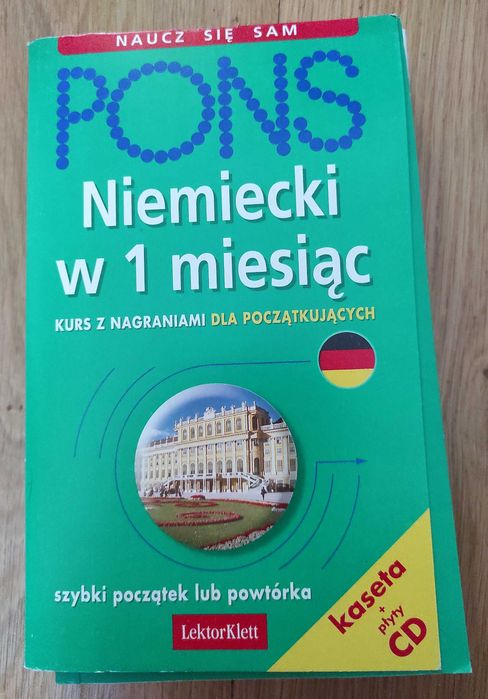 NAUCZ SIĘ SAM
PONS
Niemiecki
w 1 miesiąc
KURS Z NAGRANIAMI DLA POCZĄTKUJĄCYCH
szybki początek lub powtórka
LektorKlett
kaseta
+
płyty
CD